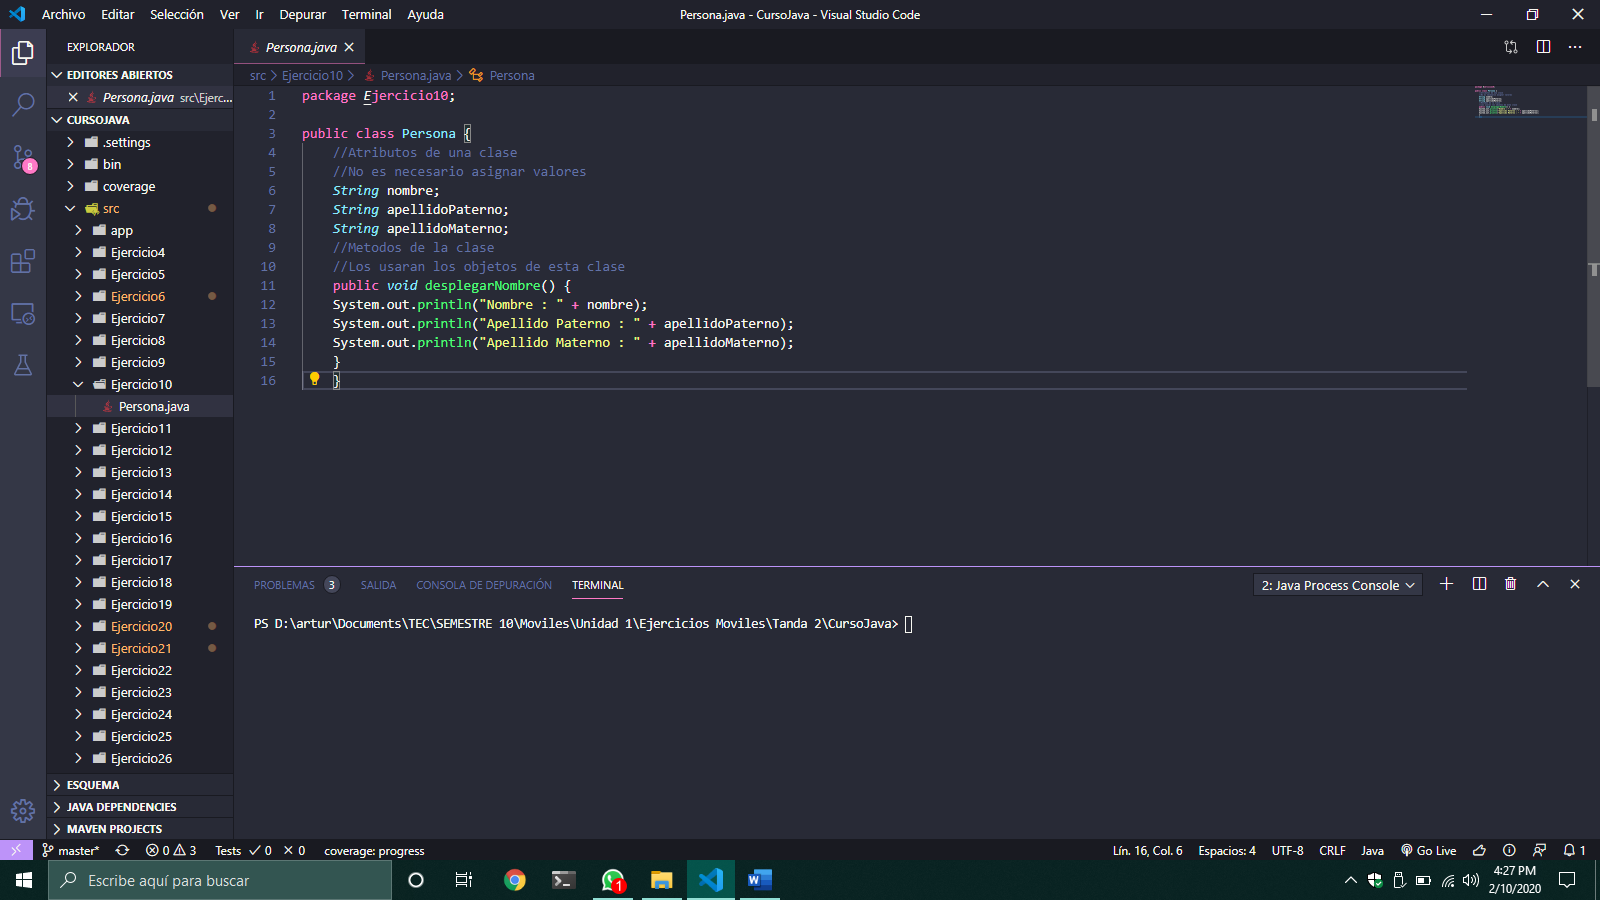 Archivo Editar Selección Ver Ir Depurar Terminal Ayuda
Persona.java - CursoJava - Visual Studio Code
EXPLORADOR
EDITORES ABIERTOS
Persona.java src\Ejerc...
CURSOJAVA
.settings
bin
coverage
src
app
Ejercicio4
Ejercicio5
Ejercicio6
Ejercicio7
Ejercicio8
Ejercicio9
Ejercicio10
Persona.java
Ejercicio11
Ejercicio12
Ejercicio13
Ejercicio14
Ejercicio15
Ejercicio16
Ejercicio17
Ejercicio18
Ejercicio19
Ejercicio20
Ejercicio21
Ejercicio22
Ejercicio23
Ejercicio24
Ejercicio25
Ejercicio26
ESQUEMA
JAVA DEPENDENCIES
MAVEN PROJECTS
8
Persona.java
src > Ejercicio10 > Persona.java > Persona
1 package Ejercicio10;
2
3 public class Persona {
4 //Atributos de una clase
5 //No es necesario asignar valores
6 String nombre;
7 String apellidoPaterno;
8 String apellidoMaterno;
9 //Metodos de la clase
10 //Los usaran los objetos de esta clase
11 public void desplegarNombre() {
12 System.out.println("Nombre : " + nombre);
13 System.out.println("Apellido Paterno : " + apellidoPaterno);
14 System.out.println("Apellido Materno : " + apellidoMaterno);
15 }
16 }
PROBLEMAS 3 SALIDA CONSOLA DE DEPURACIÓN TERMINAL
2: Java Process Console
PS D:\artur\Documents\TEC\SEMESTRE 10\Moviles\Unidad 1\Ejercicios Moviles\Tanda 2\CursoJava>
master* 0 3 Tests 0 0 coverage: progress
Lín. 16, Col. 6 Espacios: 4 UTF-8 CRLF Java Go Live 1
Escribe aquí para buscar
1
4:27 PM
2/10/2020